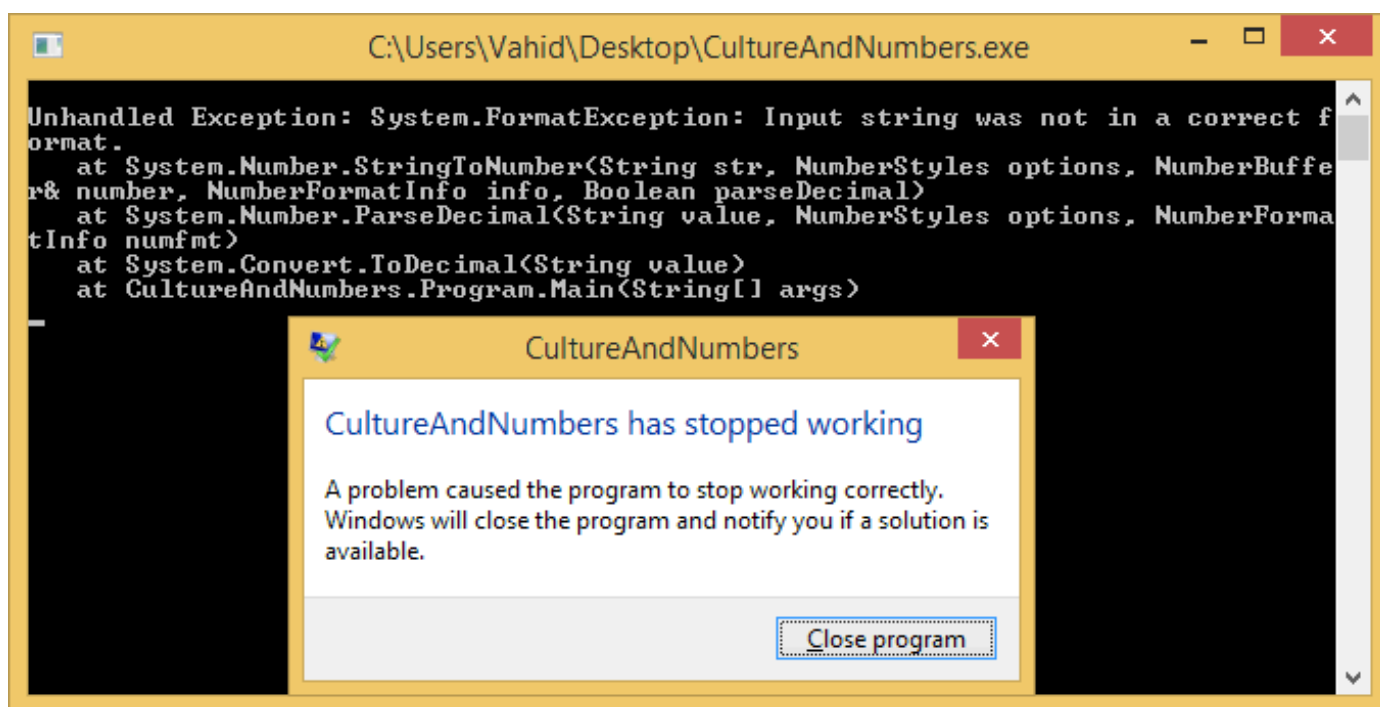 C:\Users\Vahid\Desktop\CultureAndNumbers.exe
Unhandled Exception: System.FormatException: Input string was not in a correct f
ormat.
at System.Number.StringToNumber(String str, NumberStyles options, NumberBuffe
r& number, NumberFormatInfo info, Boolean parseDecimal)
at System.Number.ParseDecimal(String value, NumberStyles options, NumberForma
tInfo numfmt)
at System.Convert.ToDecimal(String value)
at CultureAndNumbers.Program.Main(String[] args)
CultureAndNumbers
CultureAndNumbers has stopped working
A problem caused the program to stop working correctly.
Windows will close the program and notify you if a solution is
available.
Close program